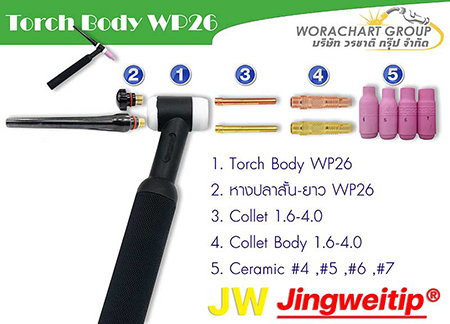 Torch Body WP26
WORACHART GROUP
บริษัท วรชาติ กรุ๊ป จำกัด
2 1 3 4 5
1. Torch Body WP26
2. หางปลาสั้น-ยาว WP26
3. Collet 1.6-4.0
4. Collet Body 1.6-4.0
5. Ceramic #4 ,#5 ,#6 ,#7
JW Jingweitip®